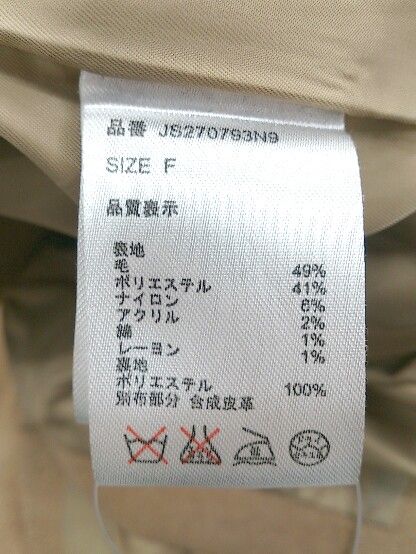 品番 JS270793N9
SIZE F
品質表示
表地
毛 49%
ポリエステル 41%
ナイロン 6%
アクリル 2%
綿 1%
レーヨン 1%
裏地
ポリエステル 100%
別布部分 合成皮革